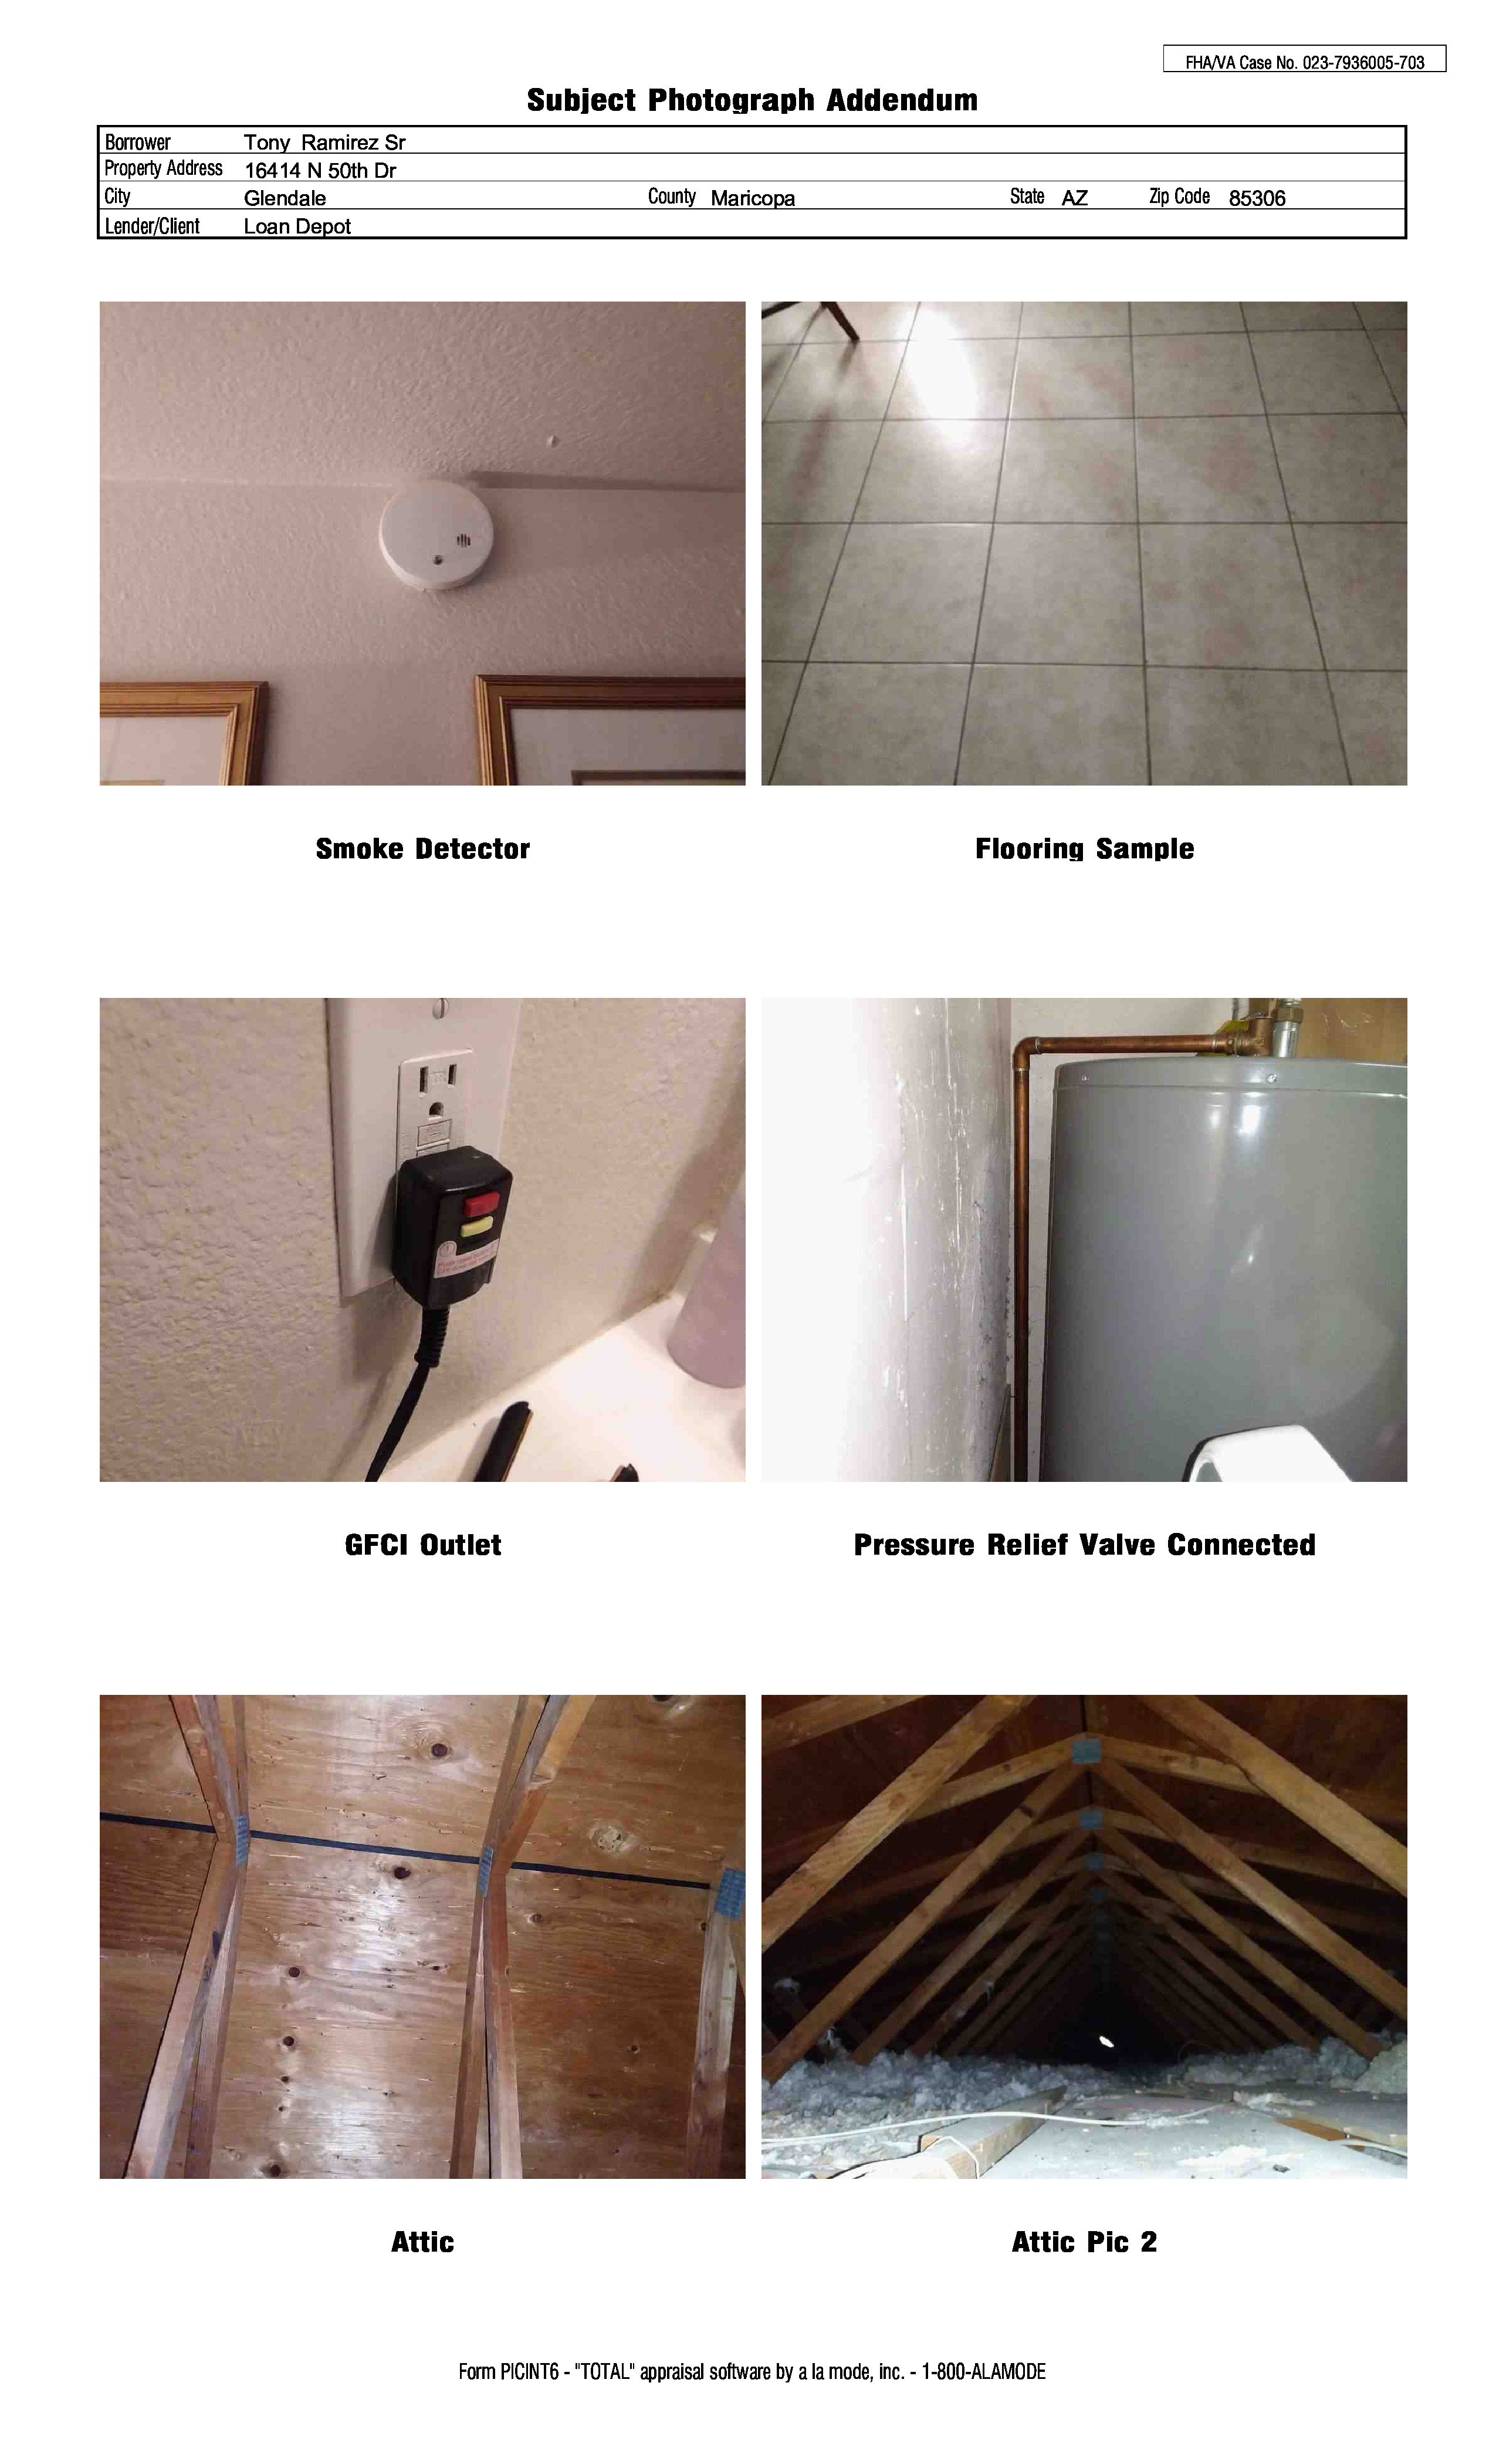 FHA/VA Case No. 023-7936005-703
Subject Photograph Addendum
Borrower Tony Ramirez Sr
Property Address 16414 N 50th Dr
City Glendale County Maricopa State AZ Zip Code 85306
Lender/Client Loan Depot
Smoke Detector Flooring Sample
GFCI Outlet Pressure Relief Valve Connected
Attic Attic Pic 2
Form PICINT6 - "TOTAL" appraisal software by a la mode, inc. - 1-800-ALAMODE